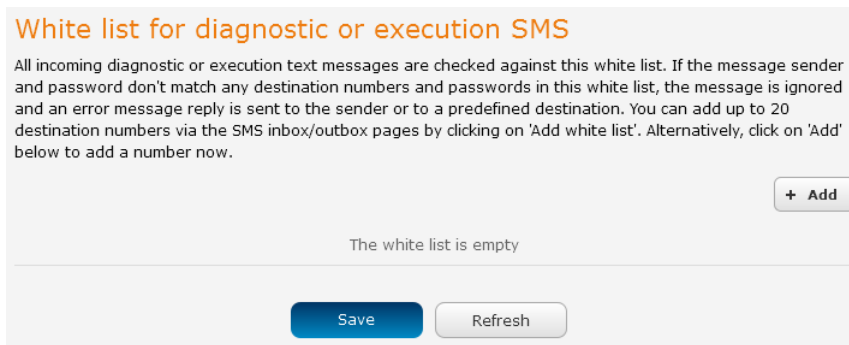 White list for diagnostic or execution SMS
All incoming diagnostic or execution text messages are checked against this white list. If the message sender
and password don't match any destination numbers and passwords in this white list, the message is ignored
and an error message reply is sent to the sender or to a predefined destination. You can add up to 20
destination numbers via the SMS inbox/outbox pages by clicking on 'Add white list'. Alternatively, click on 'Add'
below to add a number now.
+ Add
The white list is empty
Save Refresh